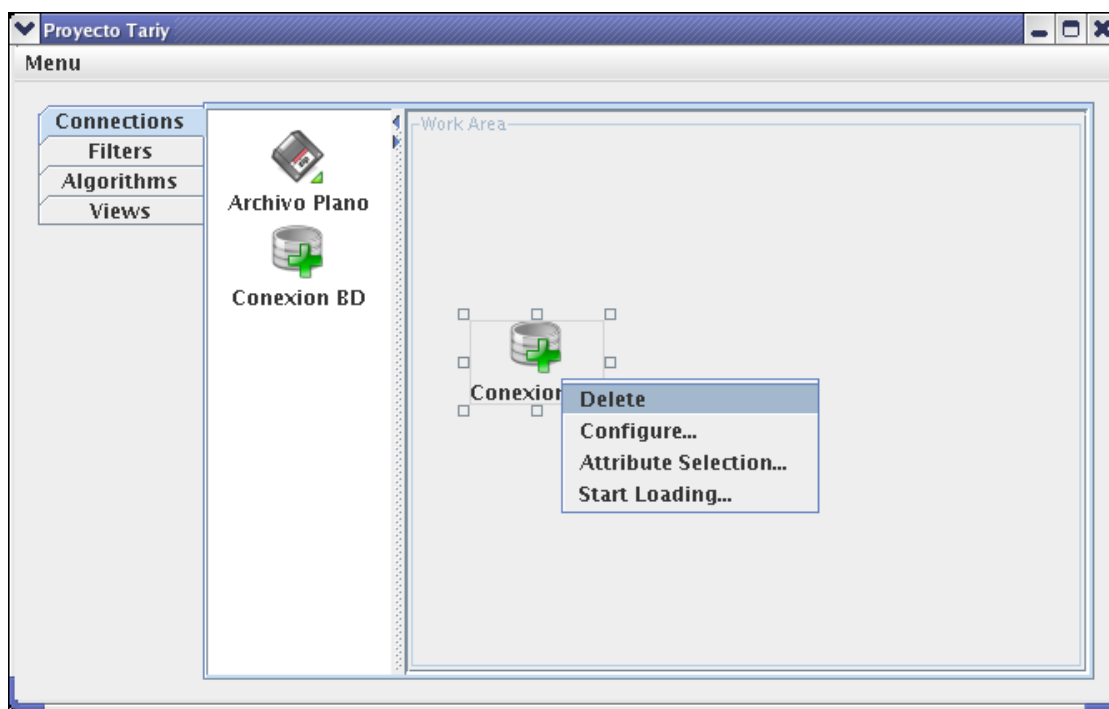 Proyecto Tariy
Menu
Connections
Filters
Algorithms
Views
Archivo Plano
Conexion BD
Work Area
Conexion
Delete
Configure...
Attribute Selection...
Start Loading...